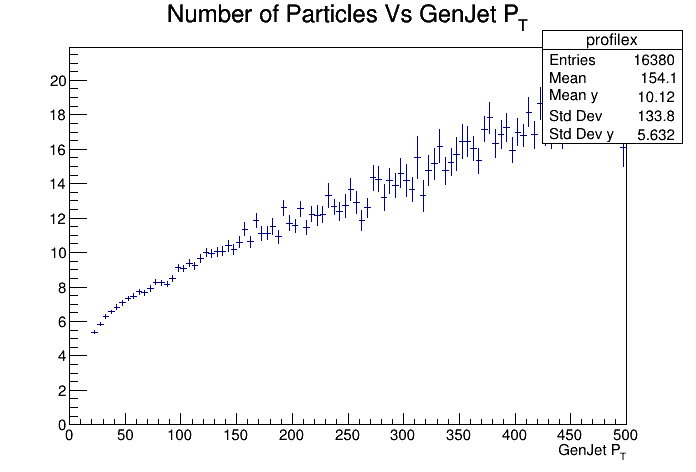 Number of Particles Vs GenJet P_T
profilex
Entries 16380
Mean 154.1
Mean y 10.12
Std Dev 133.8
Std Dev y 5.632
20
18
16
14
12
10
8
6
4
2
0
0 50 100 150 200 250 300 350 400 450 500
GenJet P_T